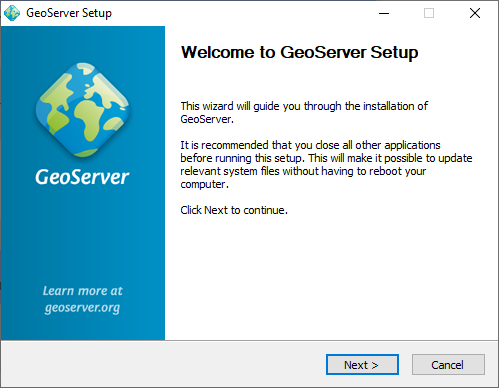 GeoServer Setup
Welcome to GeoServer Setup
This wizard will guide you through the installation of
GeoServer.
It is recommended that you close all other applications
before running this setup. This will make it possible to update
relevant system files without having to reboot your
computer.
Click Next to continue.
GeoServer
Learn more at
geoserver.org
Next >
Cancel